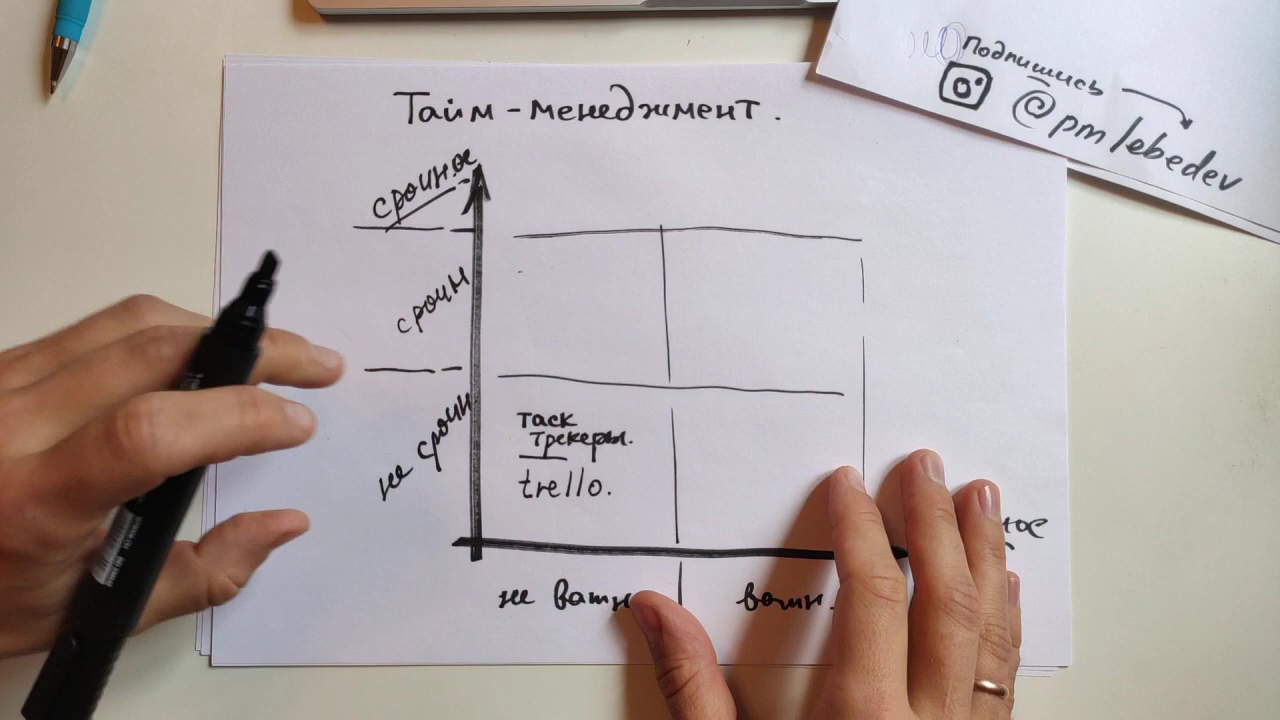 Подпишись
@pmlebedev
Тайм-менеджмент.
срочное
срочн
не срочн
таск
трекеры.
trello.
не важн
важн.